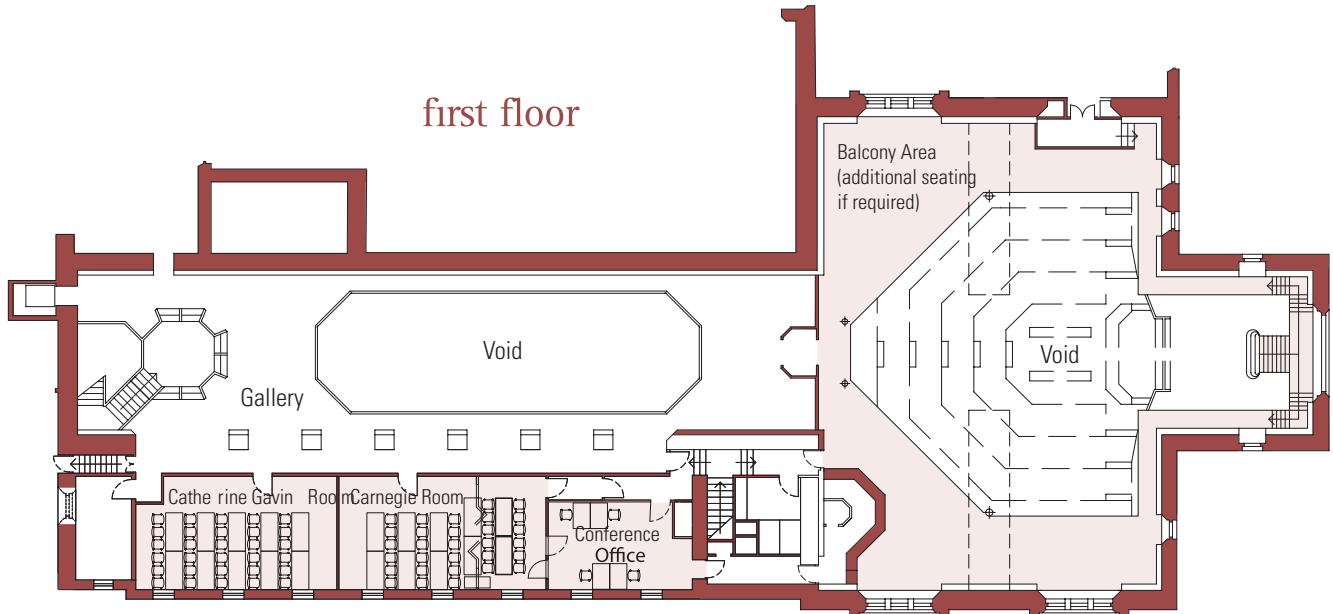 first floor
Balcony Area
(additional seating
if required)
Void
Void
Gallery
Cathe rine Gavin Room
Carnegie Room
Conference
Office